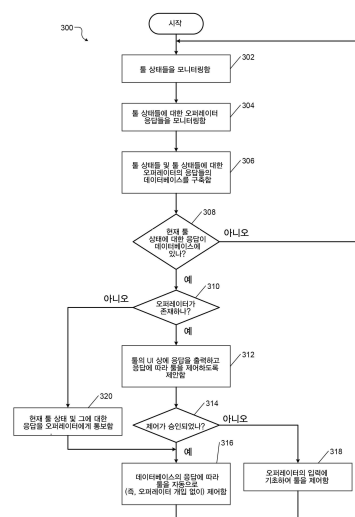 300
시작
302
툴 상태들을 모니터링함
304
툴 상태들에 대한 오퍼레이터
응답들을 모니터링함
306
툴 상태들 및 툴 상태들에 대한
오퍼레이터의 응답들의
데이터베이스를 구축함
308
현재 툴
상태에 대한 응답이
데이터베이스에
있나?
아니오
예
310
오퍼레이터가
존재하나?
아니오
예
312
툴의 UI 상에 응답을 출력하고
응답에 따라 툴을 제어하도록
제안함
320
현재 툴 상태 및 그에 대한
응답을 오퍼레이터에게 통보함
314
제어가 승인되었나?
아니오
예
316
데이터베이스의 응답에 따라
툴을 자동으로
(즉, 오퍼레이터 개입 없이) 제어함
318
오퍼레이터의 입력에
기초하여 툴을 제어함